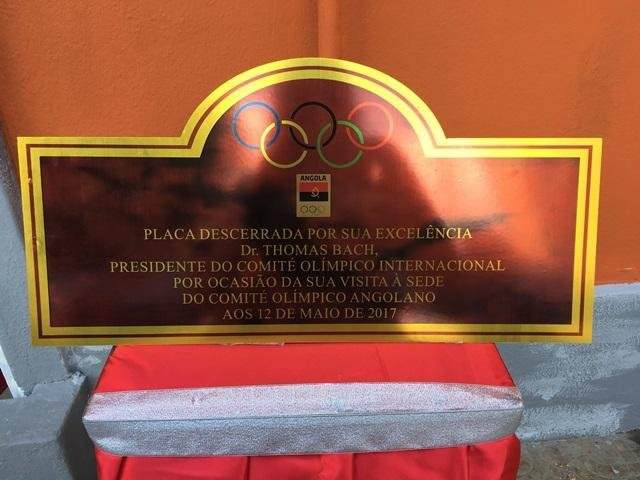 ANGOLA
PLACA DESCERRADA POR SUA EXCELÊNCIA
Dr. THOMAS BACH,
PRESIDENTE DO COMITÉ OLÍMPICO INTERNACIONAL
POR OCASIÃO DA SUA VISITA À SEDE
DO COMITÉ OLÍMPICO ANGOLANO
AOS 12 DE MAIO DE 2017